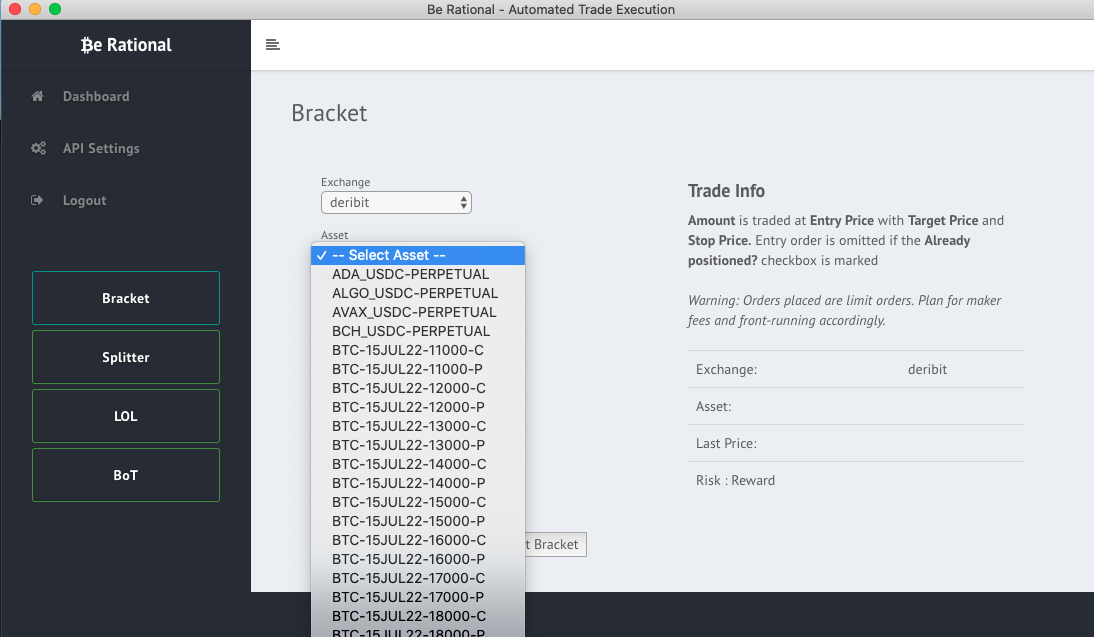 Be Rational - Automated Trade Execution
₿e Rational
Dashboard
API Settings
Logout
Bracket
Splitter
LOL
BoT
Bracket
Exchange
deribit
Asset
✓ -- Select Asset --
ADA_USDC-PERPETUAL
ALGO_USDC-PERPETUAL
AVAX_USDC-PERPETUAL
BCH_USDC-PERPETUAL
BTC-15JUL22-11000-C
BTC-15JUL22-11000-P
BTC-15JUL22-12000-C
BTC-15JUL22-12000-P
BTC-15JUL22-13000-C
BTC-15JUL22-13000-P
BTC-15JUL22-14000-C
BTC-15JUL22-14000-P
BTC-15JUL22-15000-C
BTC-15JUL22-15000-P
BTC-15JUL22-16000-C
BTC-15JUL22-16000-P
BTC-15JUL22-17000-C
BTC-15JUL22-17000-P
BTC-15JUL22-18000-C
BTC-15JUL22-18000-P
t Bracket
Trade Info
Amount is traded at Entry Price with Target Price and
Stop Price. Entry order is omitted if the Already
positioned? checkbox is marked
Warning: Orders placed are limit orders. Plan for maker
fees and front-running accordingly.
Exchange: deribit
Asset:
Last Price:
Risk : Reward